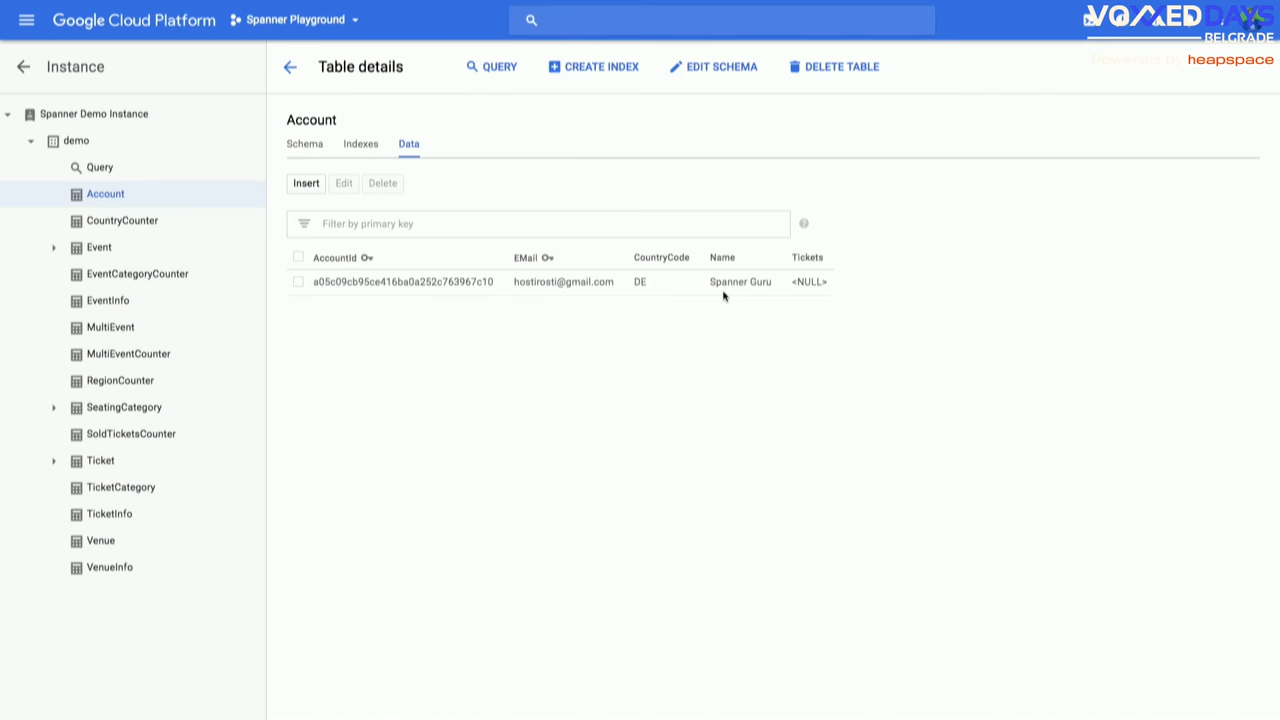 Google Cloud Platform Spanner Playground
VOXXED DAYS
BELGRADE
Powered by heapspace
Instance
Table details QUERY CREATE INDEX EDIT SCHEMA DELETE TABLE
Spanner Demo Instance
demo
Query
Account
CountryCounter
Event
EventCategoryCounter
EventInfo
MultiEvent
MultiEventCounter
RegionCounter
SeatingCategory
SoldTicketsCounter
Ticket
TicketCategory
TicketInfo
Venue
VenueInfo
Account
Schema Indexes Data
Insert Edit Delete
Filter by primary key
AccountId EMail CountryCode Name Tickets
a05c09cb95ce416ba0a252c763967c10 hostirosti@gmail.com DE Spanner Guru <NULL>